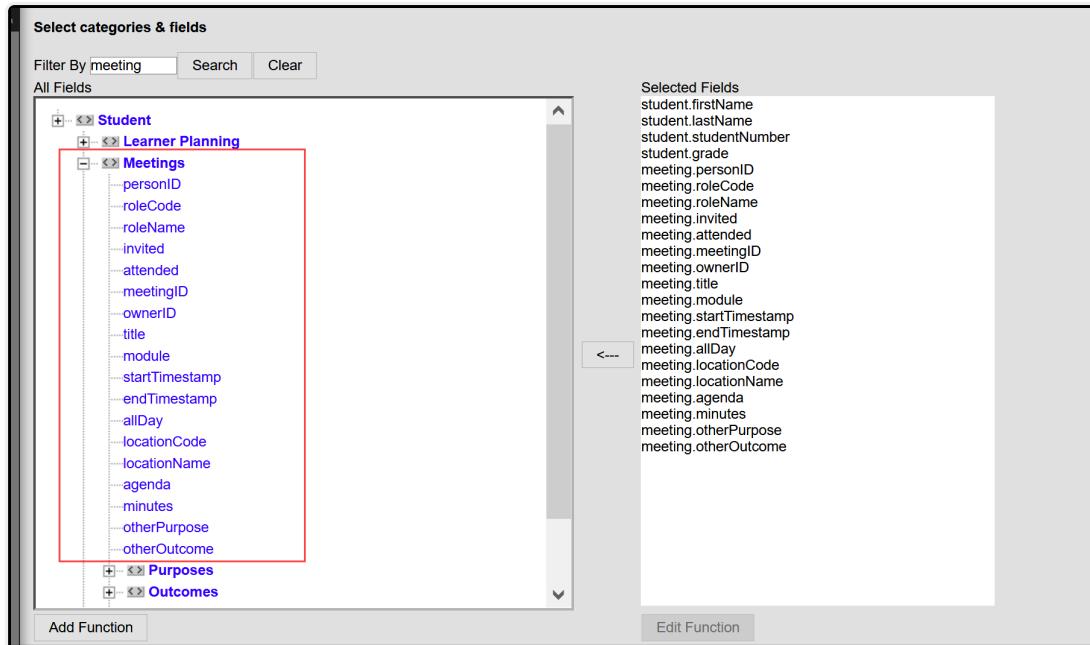 Select categories & fields
Filter By meeting Search Clear
All Fields
Student
Learner Planning
Meetings
personID
roleCode
roleName
invited
attended
meetingID
ownerID
title
module
startTimestamp
endTimestamp
allDay
locationCode
locationName
agenda
minutes
otherPurpose
otherOutcome
Purposes
Outcomes
Add Function
<---
Selected Fields
student.firstName
student.lastName
student.studentNumber
student.grade
meeting.personID
meeting.roleCode
meeting.roleName
meeting.invited
meeting.attended
meeting.meetingID
meeting.ownerID
meeting.title
meeting.module
meeting.startTimestamp
meeting.endTimestamp
meeting.allDay
meeting.locationCode
meeting.locationName
meeting.agenda
meeting.minutes
meeting.otherPurpose
meeting.otherOutcome
Edit Function